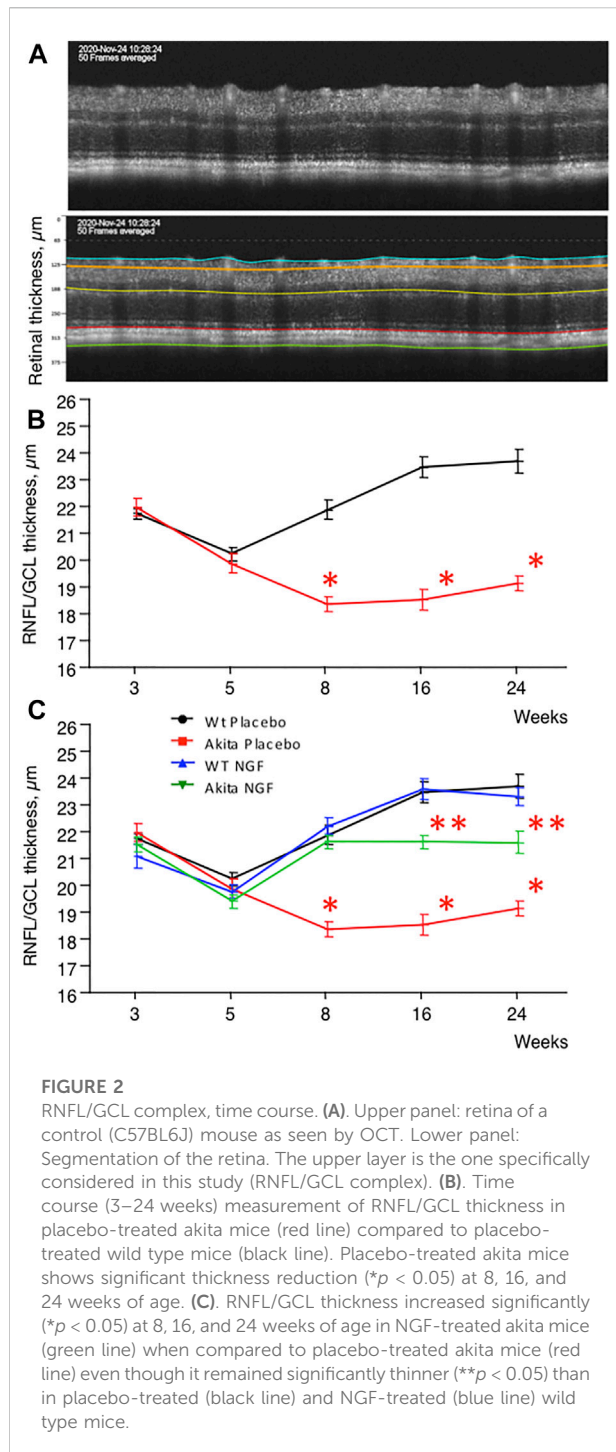 A
2020-Nov-24 10:28:24
50 Frames averaged
2020-Nov-24 10:28:24
50 Frames averaged
Retinal thickness, µm
0
125
250
375
B
RNFL/GCL thickness, µm
26
25
24
23
22
21
20
19
18
17
16
* * *
3 5 8 16 24
Weeks
C
RNFL/GCL thickness, µm
26
25
24
23
22
21
20
19
18
17
16
Wt Placebo
Akita Placebo
WT NGF
Akita NGF
** **
* * *
3 5 8 16 24
Weeks
FIGURE 2
RNFL/GCL complex, time course. (A). Upper panel: retina of a
control (C57BL6J) mouse as seen by OCT. Lower panel:
Segmentation of the retina. The upper layer is the one specifically
considered in this study (RNFL/GCL complex). (B). Time
course (3–24 weeks) measurement of RNFL/GCL thickness in
placebo-treated akita mice (red line) compared to placebo-
treated wild type mice (black line). Placebo-treated akita mice
shows significant thickness reduction (*p < 0.05) at 8, 16, and
24 weeks of age. (C). RNFL/GCL thickness increased significantly
(*p < 0.05) at 8, 16, and 24 weeks of age in NGF-treated akita mice
(green line) when compared to placebo-treated akita mice (red
line) even though it remained significantly thinner (**p < 0.05) than
in placebo-treated (black line) and NGF-treated (blue line) wild
type mice.